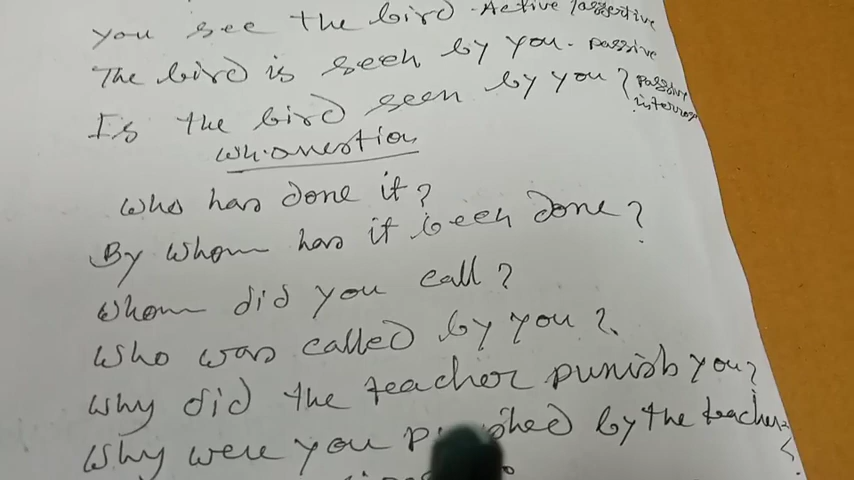 you see the bird - Active / assertive
The bird is seen by you - passive
Is the bird seen by you? passive
Wh. Question
Who has done it?
By whom has it been done?
Whom did you call?
Who was called by you?
Why did the teacher punish you?
Why were you by the teacher?